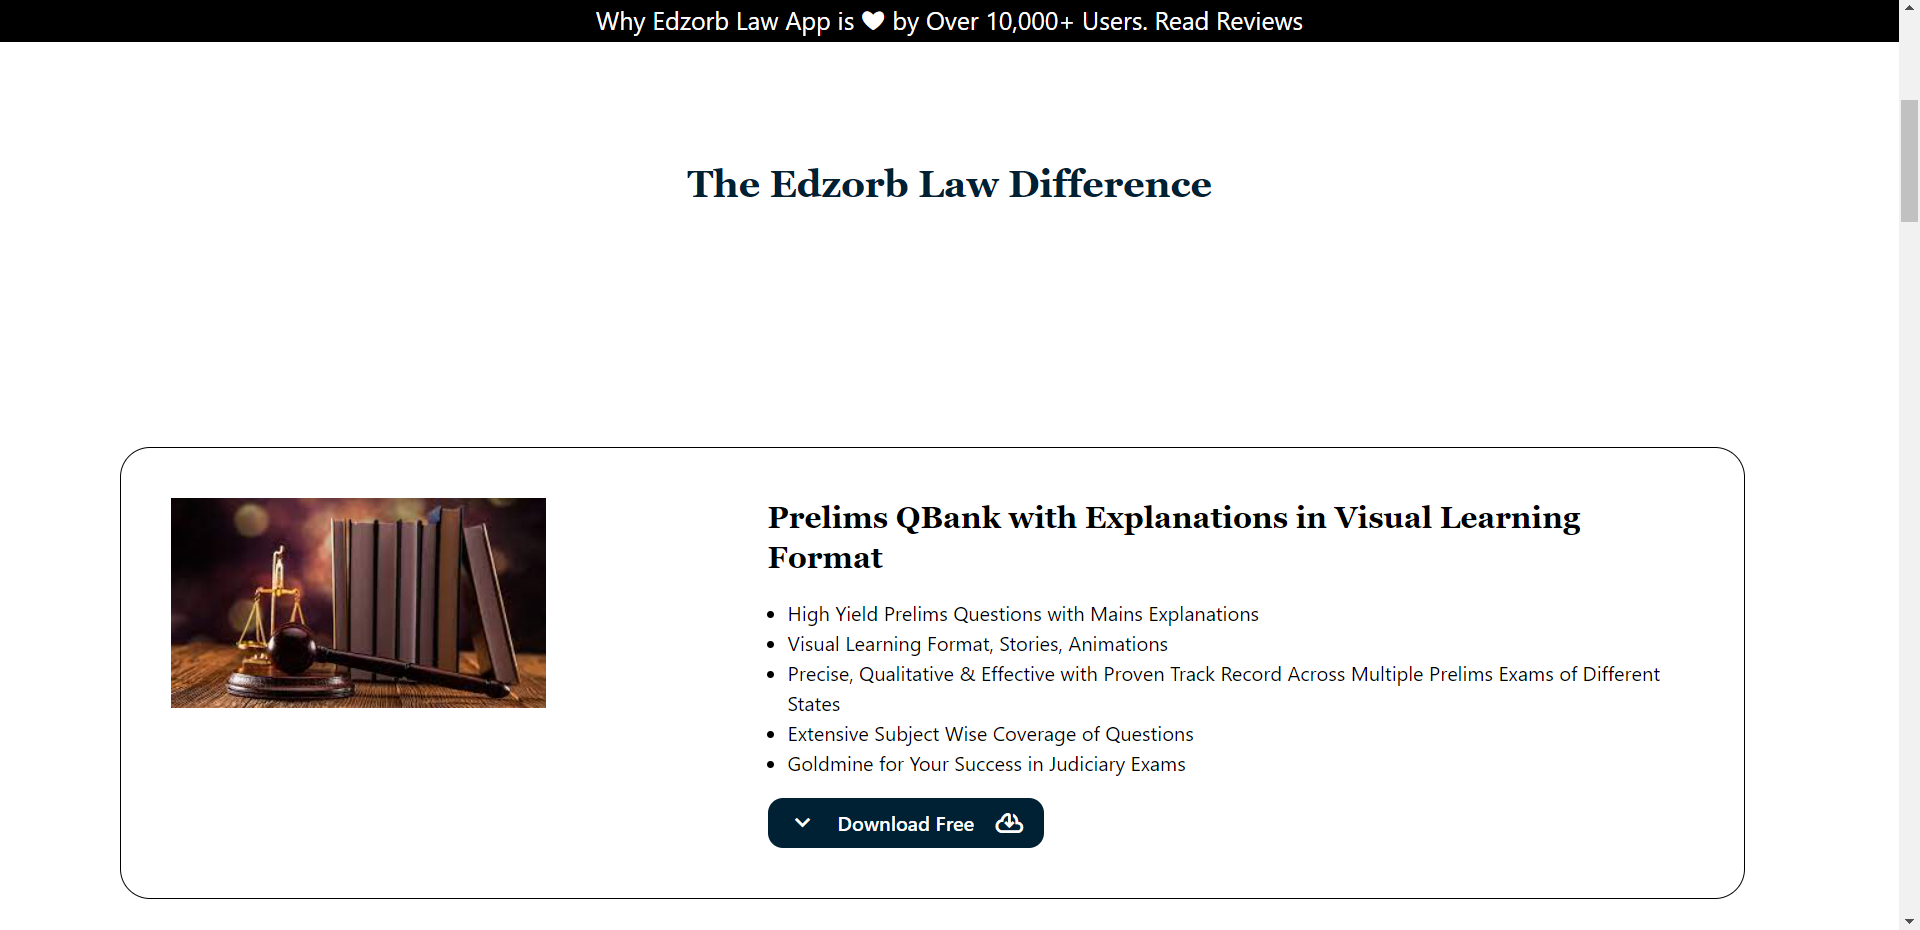 Why Edzorb Law App is ♥ by Over 10,000+ Users. Read Reviews
The Edzorb Law Difference
Prelims QBank with Explanations in Visual Learning
Format
• High Yield Prelims Questions with Mains Explanations
• Visual Learning Format, Stories, Animations
• Precise, Qualitative & Effective with Proven Track Record Across Multiple Prelims Exams of Different
States
• Extensive Subject Wise Coverage of Questions
• Goldmine for Your Success in Judiciary Exams
Download Free